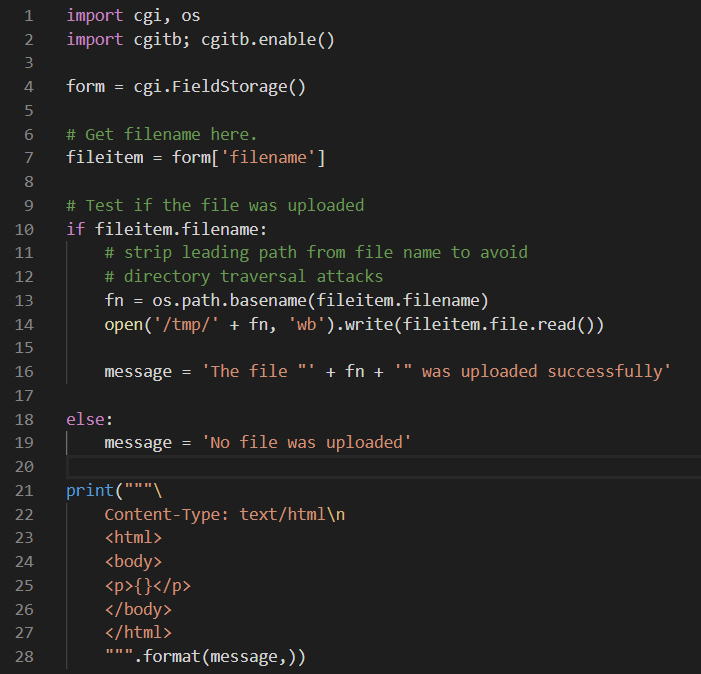 1 import cgi, os
2 import cgitb; cgitb.enable()
3
4 form = cgi.FieldStorage()
5
6 # Get filename here.
7 fileitem = form['filename']
8
9 # Test if the file was uploaded
10 if fileitem.filename:
11     # strip leading path from file name to avoid
12     # directory traversal attacks
13     fn = os.path.basename(fileitem.filename)
14     open('/tmp/' + fn, 'wb').write(fileitem.file.read())
15
16     message = 'The file "' + fn + '" was uploaded successfully'
17
18 else:
19     message = 'No file was uploaded'
20
21 print("""\
22     Content-Type: text/html\n
23     <html>
24     <body>
25     <p>{}</p>
26     </body>
27     </html>
28     """.format(message,))